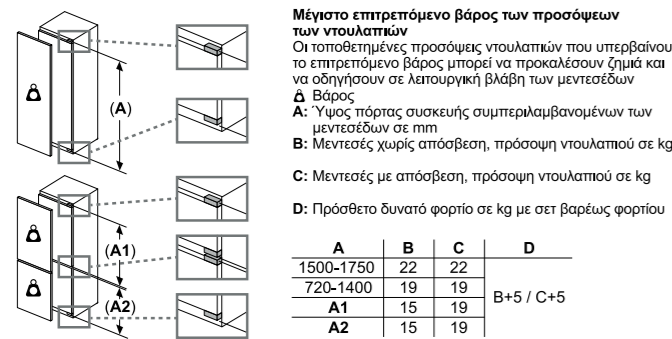 Μέγιστο επιτρεπόμενο βάρος των προσόψεων
των ντουλαπιών
Οι τοποθετημένες προσόψεις ντουλαπιών που υπερβαίνου
το επιτρεπόμενο βάρος μπορεί να προκαλέσουν ζημιά και
να οδηγήσουν σε λειτουργική βλάβη των μεντεσέδων
Βάρος
A: Ύψος πόρτας συσκευής συμπεριλαμβανομένων των
μεντεσέδων σε mm
B: Μεντεσές χωρίς απόσβεση, πρόσοψη ντουλαπιού σε kg
C: Μεντεσές με απόσβεση, πρόσοψη ντουλαπιού σε kg
D: Πρόσθετο δυνατό φορτίο σε kg με σετ βαρέως φορτίου
A B C D
1500-1750 22 22
720-1400 19 19
A1 15 19
A2 15 19
B+5 / C+5
(A)
(A1)
(A2)